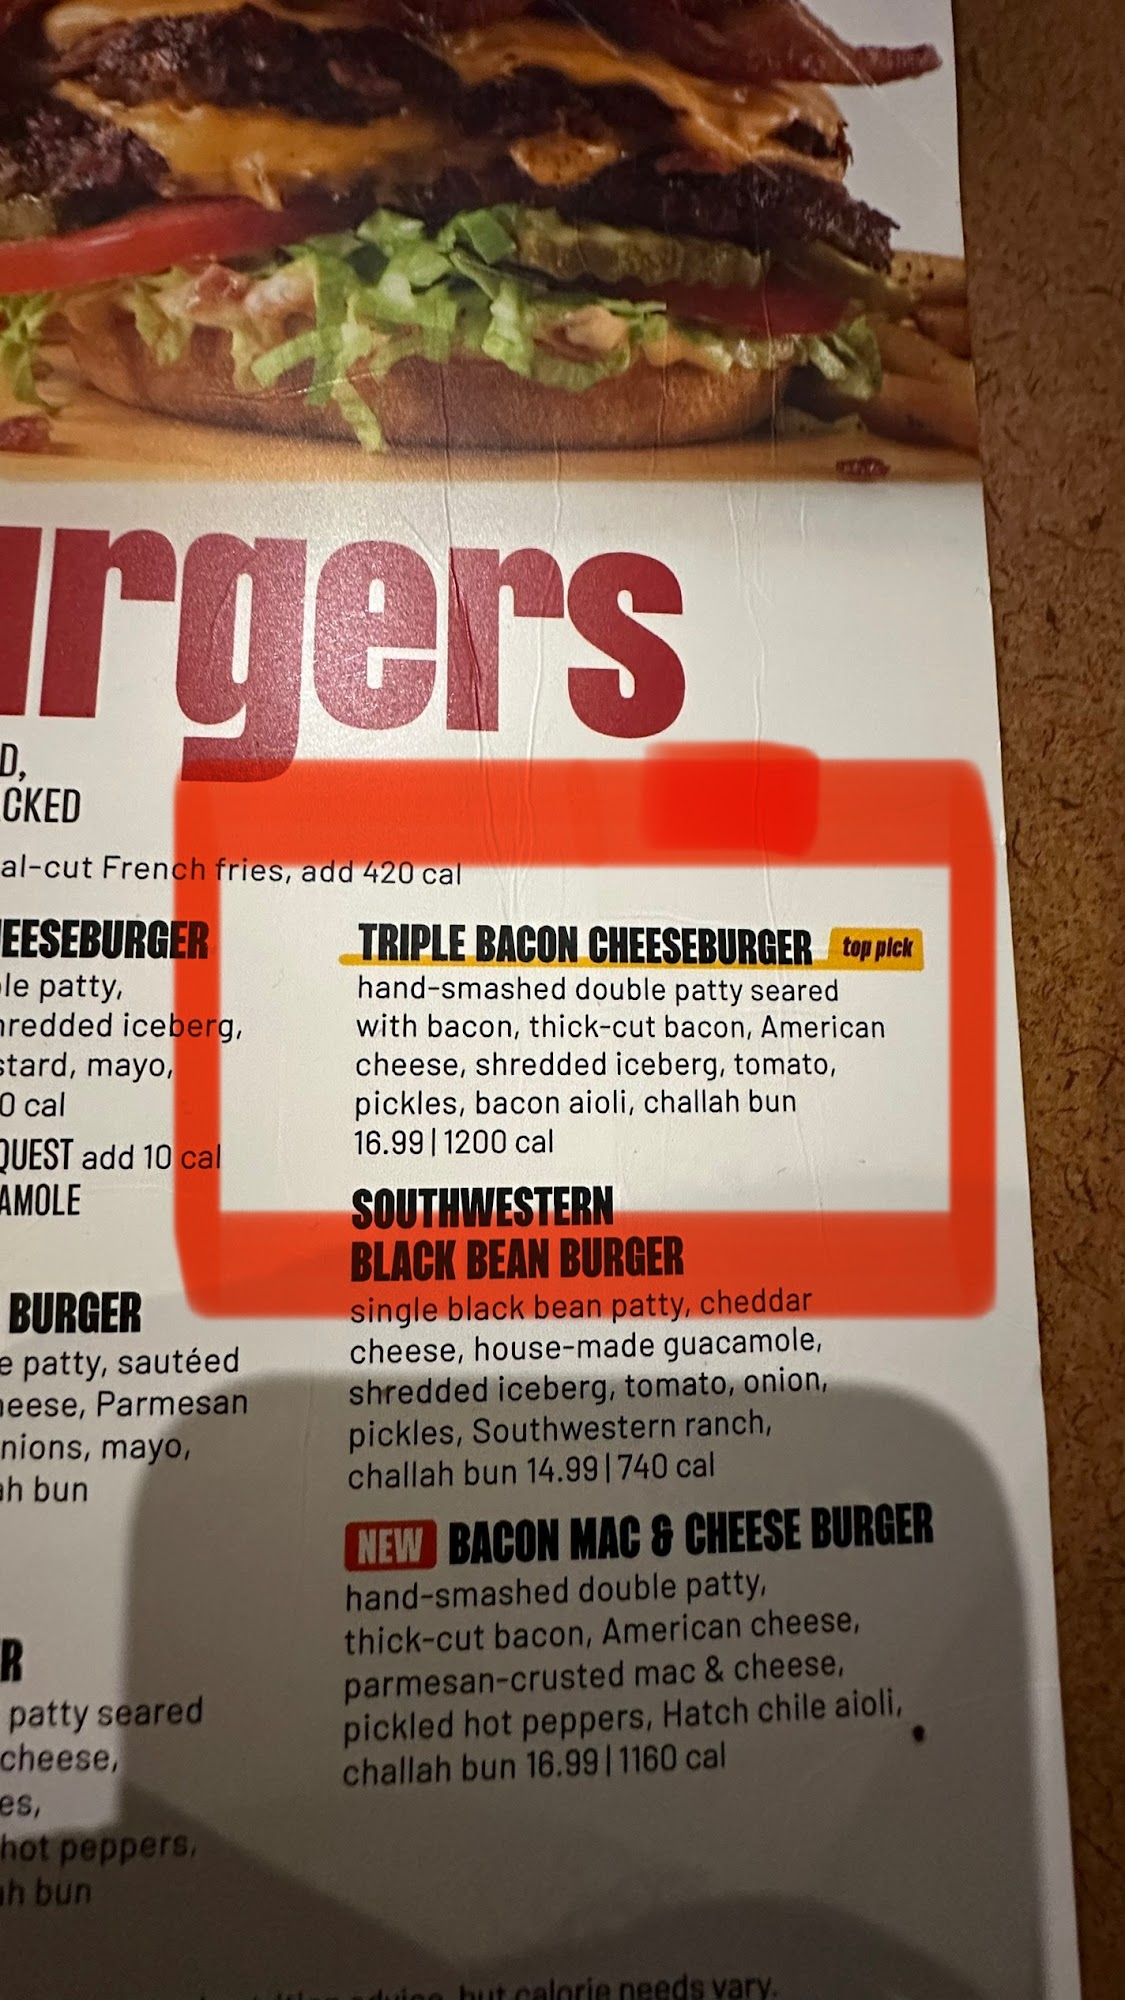 urgers
D,
CKED
al-cut French fries, add 420 cal
EESEBURGER
le patty,
hredded iceberg,
stard, mayo,
0 cal
QUEST add 10 cal
AMOLE
BURGER
e patty, sautéed
heese, Parmesan
nions, mayo,
ah bun
R
patty seared
cheese,
es,
hot peppers,
ah bun
TRIPLE BACON CHEESEBURGER top pick
hand-smashed double patty seared
with bacon, thick-cut bacon, American
cheese, shredded iceberg, tomato,
pickles, bacon aioli, challah bun
16.99 | 1200 cal
SOUTHWESTERN
BLACK BEAN BURGER
single black bean patty, cheddar
cheese, house-made guacamole,
shredded iceberg, tomato, onion,
pickles, Southwestern ranch,
challah bun 14.99 | 740 cal
NEW BACON MAC & CHEESE BURGER
hand-smashed double patty,
thick-cut bacon, American cheese,
parmesan-crusted mac & cheese,
pickled hot peppers, Hatch chile aioli,
challah bun 16.99 | 1160 cal
advice, but calorie needs vary.